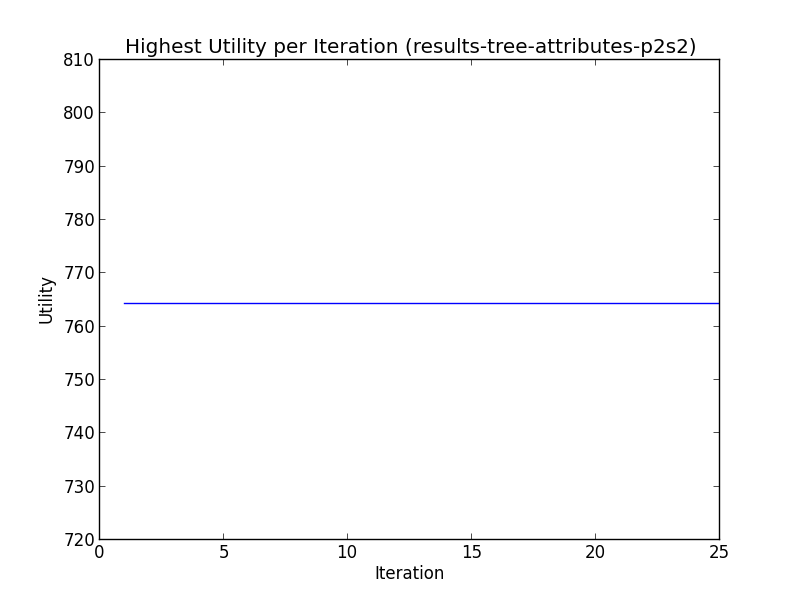 Highest Utility per Iteration (results-tree-attributes-p2s2)
810
800
790
780
770
760
750
740
730
720
Utility
0 5 10 15 20 25
Iteration